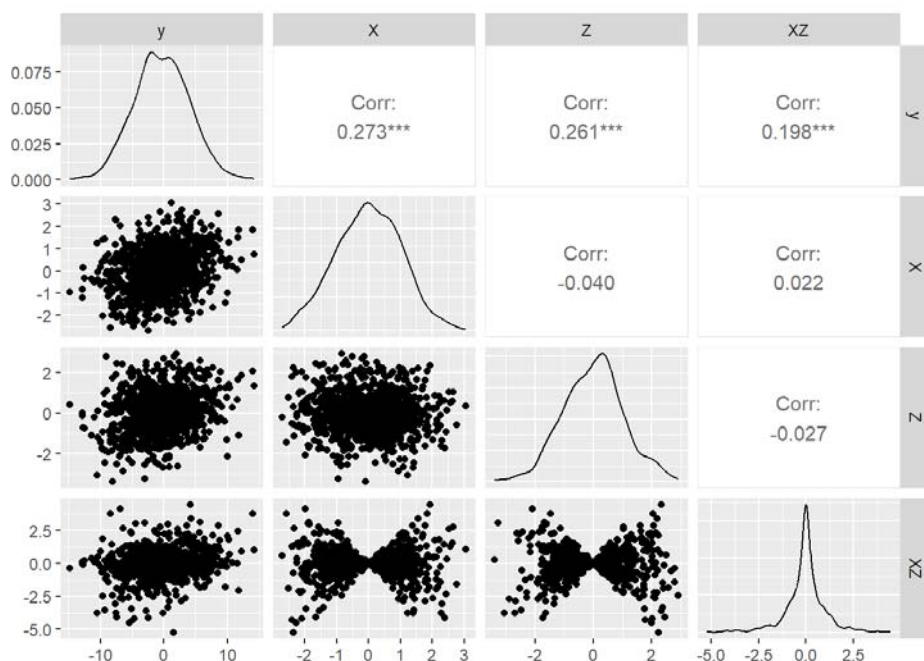 y X Z XZ
0.075
0.050
0.025
0.000
Corr:
0.273***
Corr:
0.261***
Corr:
0.198***
y
3
2
1
0
-1
-2
Corr:
-0.040
Corr:
0.022
X
2
0
-2
Corr:
-0.027
Z
2.5
0.0
-2.5
-5.0
XZ
-10 0 10 -2 -1 0 1 2 3 -2 0 2 -5.0 -2.5 0.0 2.5